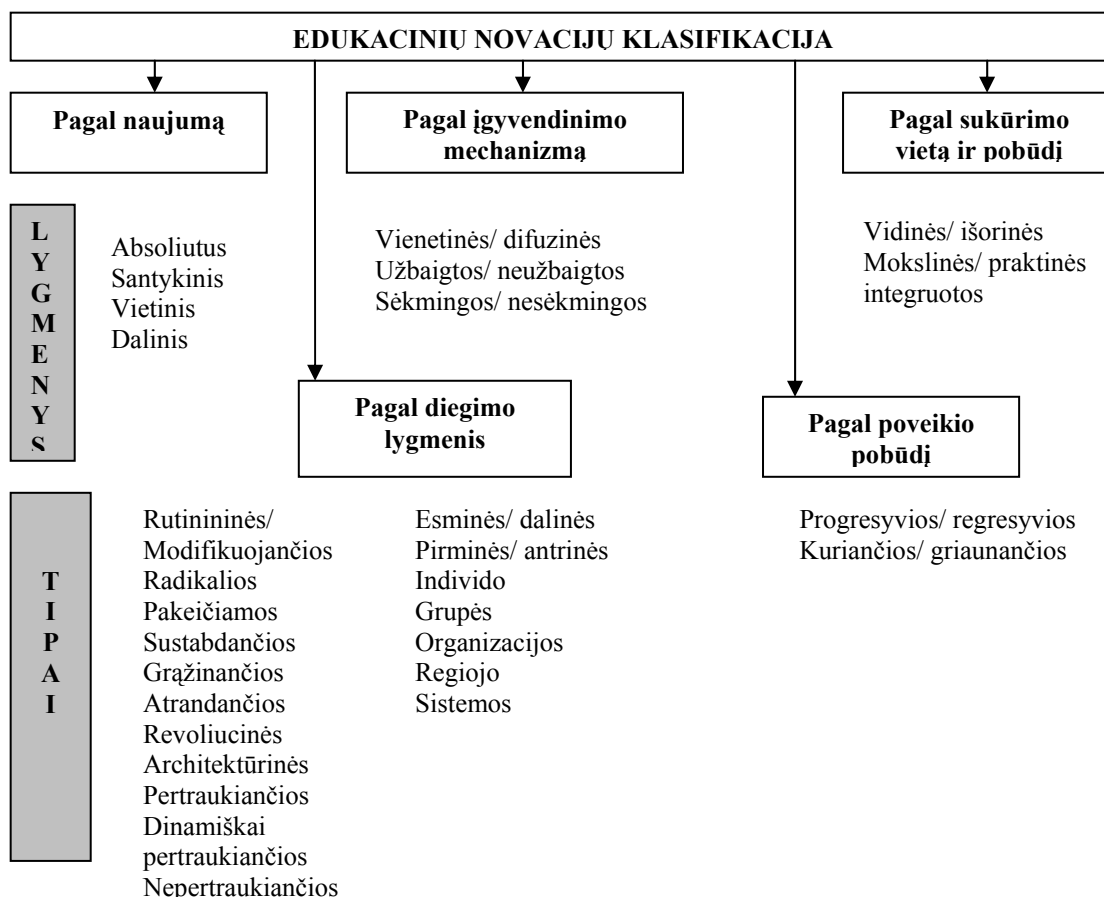 EDUKACINIŲ NOVACIJŲ KLASIFIKACIJA
Pagal naujumą
Pagal įgyvendinimo
mechanizmą
Pagal sukūrimo
vietą ir pobūdį
L
Y
G
M
E
N
Y
S
Absoliutus
Santykinis
Vietinis
Dalinis
Vienetinės/ difuzinės
Užbaigtos/ neužbaigtos
Sėkmingos/ nesėkmingos
Vidinės/ išorinės
Mokslinės/ praktinės
integruotos
Pagal diegimo
lygmenis
Pagal poveikio
pobūdį
T
I
P
A
I
Rutinininės/
Modifikuojančios
Radikalios
Pakeičiamos
Sustabdančios
Grąžinančios
Atrandančios
Revoliucinės
Architektūrinės
Pertraukiančios
Dinamiškai
pertraukiančios
Nepertraukiančios
Esminės/ dalinės
Pirminės/ antrinės
Individo
Grupės
Organizacijos
Regiojo
Sistemos
Progresyvios/ regresyvios
Kuriančios/ griaunančios